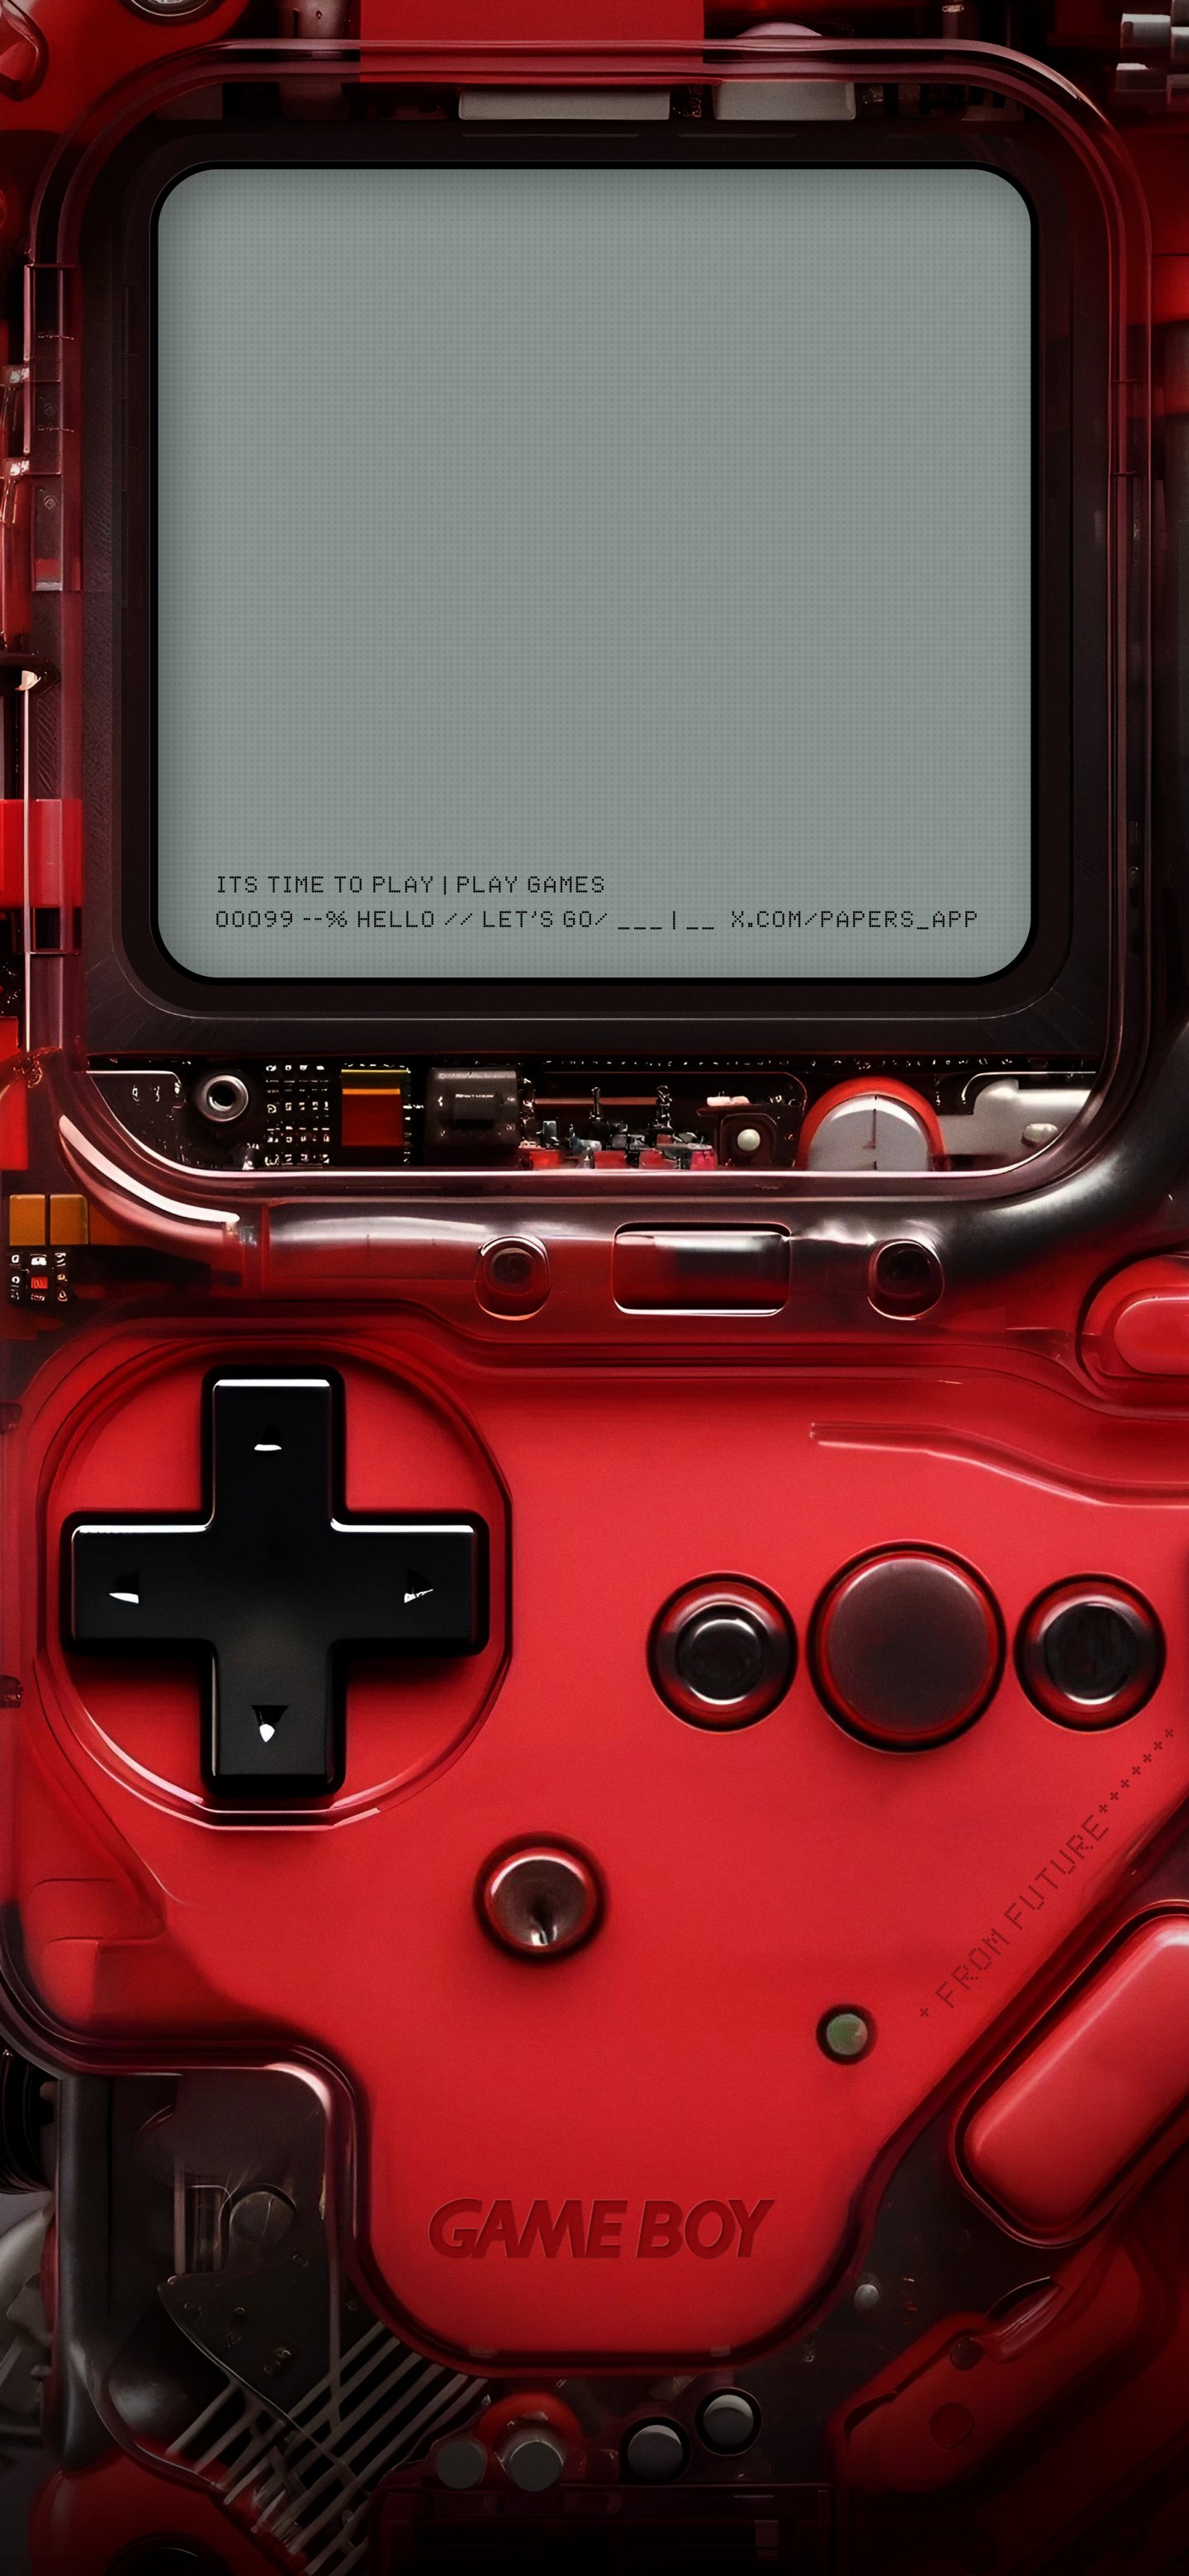 ITS TIME TO PLAY | PLAY GAMES
00099 --% HELLO // LET'S GO/ ___ | __ X.COM/PAPERS_APP
+ FROM FUTURE+++++++
GAME BOY